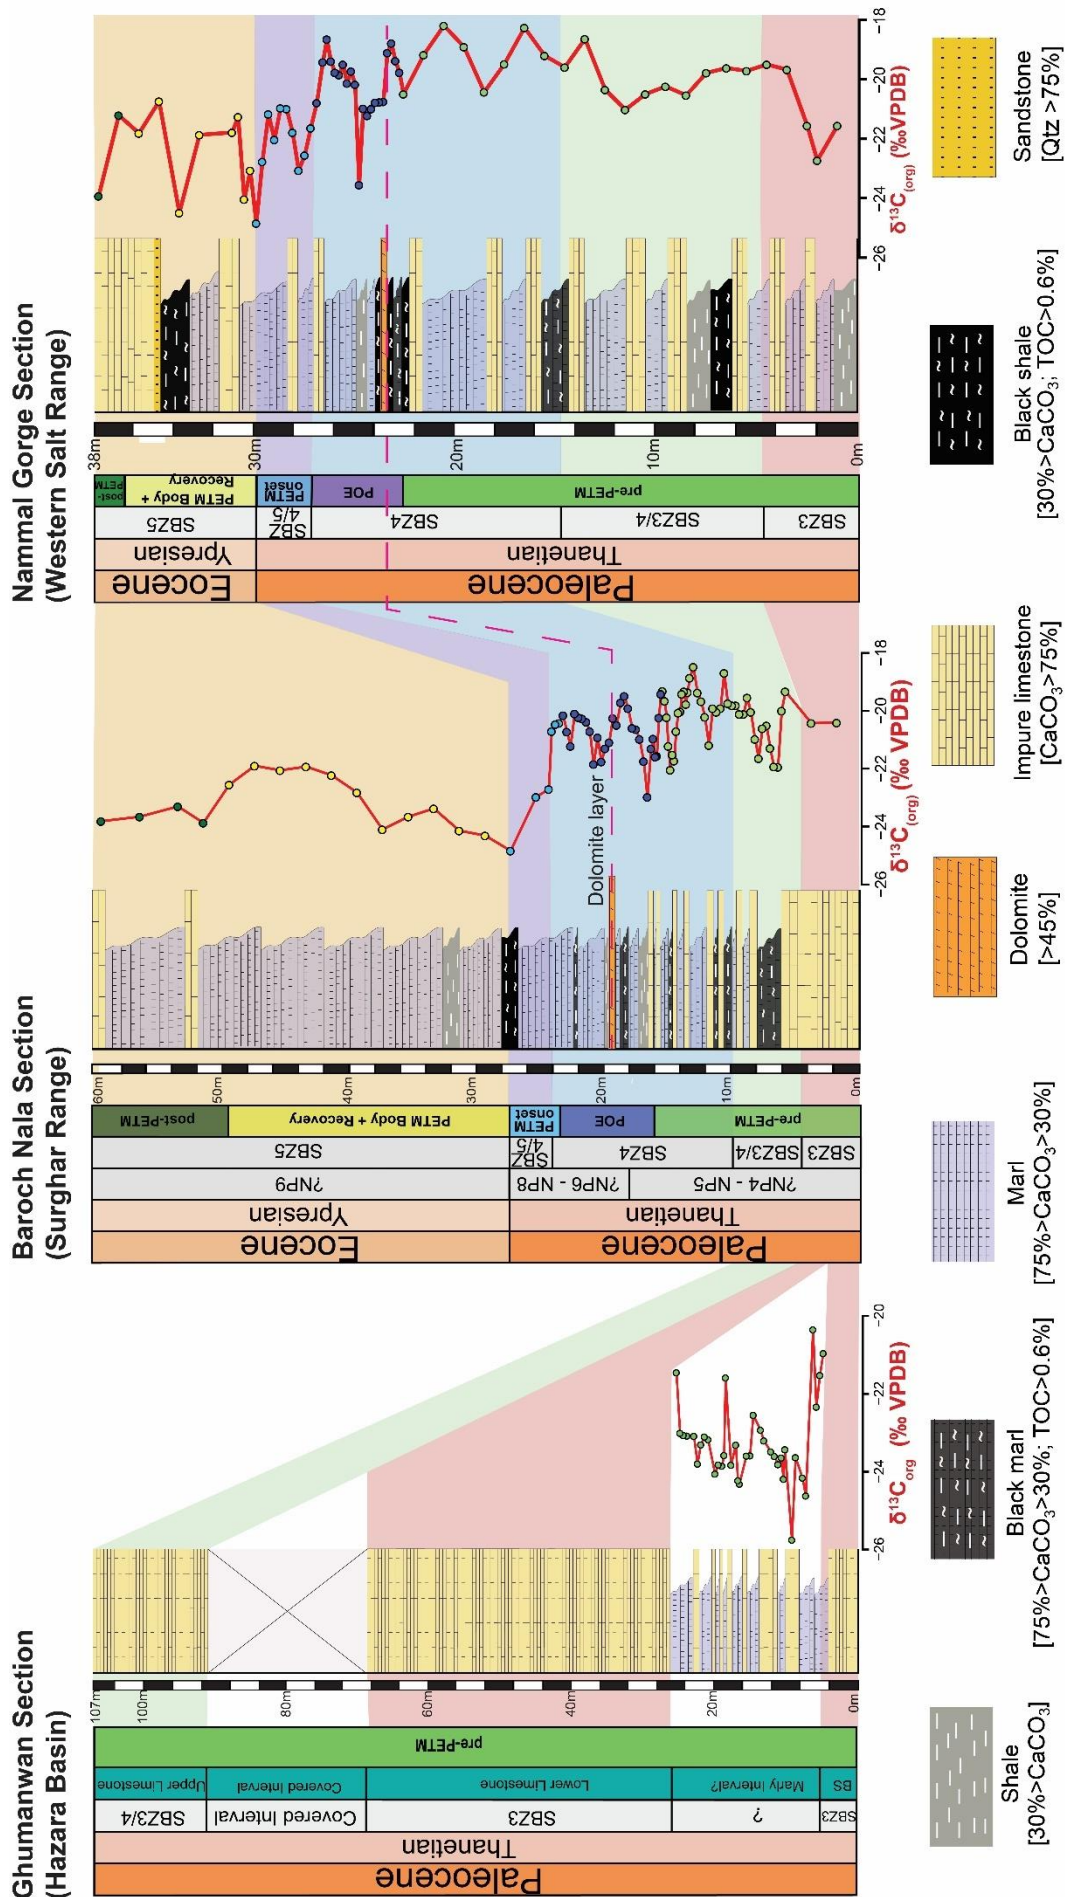 Ghumanwan Section
(Hazara Basin)
Paleocene
Thanetian
SBZ3
?
SBZ3
Covered Interval
SBZ3/4
BS
Marly Interval?
Lower Limestone
Covered Interval
Upper Limestone
pre-PETM
107m
100m
80m
60m
40m
20m
0m
−26
−24
−22
−20
δ¹³Corg (‰ VPDB)
Baroch Nala Section
(Surghar Range)
Eocene
Paleocene
Ypresian
Thanetian
?NP9
?NP6 - NP8
?NP4 - NP5
SBZ5
SBZ
4/5
SBZ4
SBZ3/4
SBZ3
post-PETM
PETM Body + Recovery
PETM
onset
POE
pre-PETM
60m
50m
40m
30m
20m
10m
0m
Dolomite layer
−26
−24
−22
−20
−18
δ¹³C(org) (‰ VPDB)
Nammal Gorge Section
(Western Salt Range)
Eocene
Paleocene
Ypresian
Thanetian
SBZ5
SBZ
4/5
SBZ4
SBZ3/4
SBZ3
post-
PETM
PETM Body +
Recovery
PETM
onset
POE
pre-PETM
38m
30m
20m
10m
0m
−26
−24
−22
−20
−18
δ¹³C(org) (‰VPDB)
Shale
[30%>CaCO₃]
Black marl
[75%>CaCO₃>30%; TOC>0.6%]
Marl
[75%>CaCO₃>30%]
Dolomite
[>45%]
Impure limestone
[CaCO₃>75%]
Black shale
[30%>CaCO₃; TOC>0.6%]
Sandstone
[Qtz >75%]